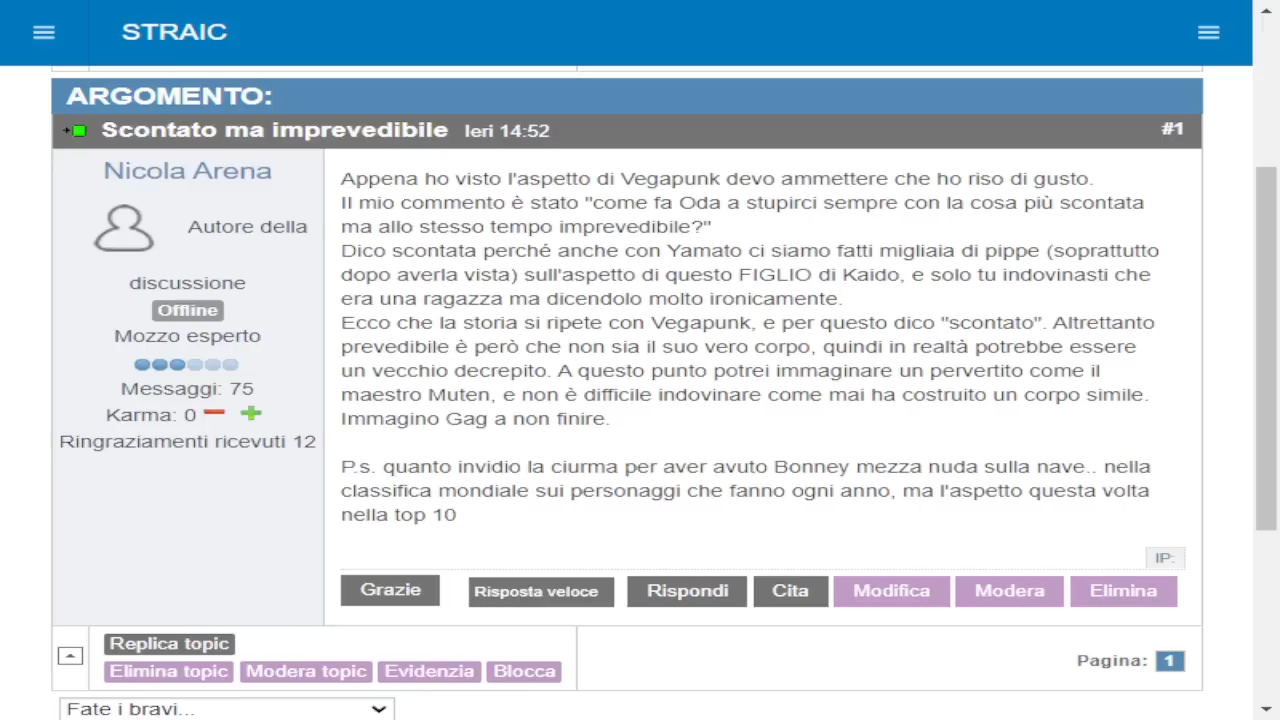 STRAIC
ARGOMENTO:
Scontato ma imprevedibile Ieri 14:52
#1
Nicola Arena
Autore della
discussione
Offline
Mozzo esperto
Messaggi: 75
Karma: 0
Ringraziamenti ricevuti 12
Appena ho visto l'aspetto di Vegapunk devo ammettere che ho riso di gusto.
Il mio commento è stato "come fa Oda a stupirci sempre con la cosa più scontata
ma allo stesso tempo imprevedibile?"
Dico scontata perché anche con Yamato ci siamo fatti migliaia di pippe (soprattutto
dopo averla vista) sull'aspetto di questo FIGLIO di Kaido, e solo tu indovinasti che
era una ragazza ma dicendolo molto ironicamente.
Ecco che la storia si ripete con Vegapunk, e per questo dico "scontato". Altrettanto
prevedibile è però che non sia il suo vero corpo, quindi in realtà potrebbe essere
un vecchio decrepito. A questo punto potrei immaginare un pervertito come il
maestro Muten, e non è difficile indovinare come mai ha costruito un corpo simile.
Immagino Gag a non finire.
P.s. quanto invidio la ciurma per aver avuto Bonney mezza nuda sulla nave.. nella
classifica mondiale sui personaggi che fanno ogni anno, ma l'aspetto questa volta
nella top 10
IP:
Grazie Risposta veloce Rispondi Cita Modifica Modera Elimina
Replica topic
Elimina topic Modera topic Evidenzia Blocca
Pagina: 1
Fate i bravi...